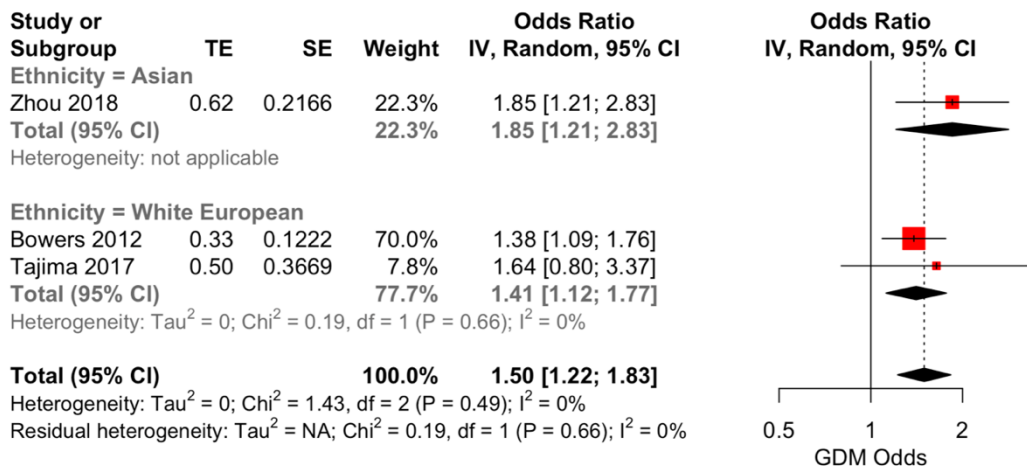 Study or Odds Ratio Odds Ratio
Subgroup TE SE Weight IV, Random, 95% CI IV, Random, 95% CI
Ethnicity = Asian
Zhou 2018 0.62 0.2166 22.3% 1.85 [1.21; 2.83]
Total (95% CI) 22.3% 1.85 [1.21; 2.83]
Heterogeneity: not applicable
Ethnicity = White European
Bowers 2012 0.33 0.1222 70.0% 1.38 [1.09; 1.76]
Tajima 2017 0.50 0.3669 7.8% 1.64 [0.80; 3.37]
Total (95% CI) 77.7% 1.41 [1.12; 1.77]
Heterogeneity: Tau² = 0; Chi² = 0.19, df = 1 (P = 0.66); I² = 0%
Total (95% CI) 100.0% 1.50 [1.22; 1.83]
Heterogeneity: Tau² = 0; Chi² = 1.43, df = 2 (P = 0.49); I² = 0%
Residual heterogeneity: Tau² = NA; Chi² = 0.19, df = 1 (P = 0.66); I² = 0%
0.5 1 2
GDM Odds